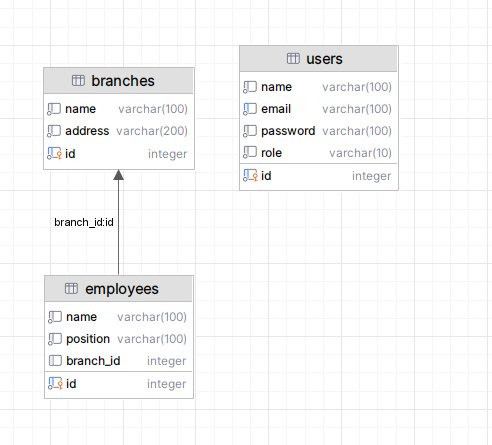 branches
name varchar(100)
address varchar(200)
id integer
users
name varchar(100)
email varchar(100)
password varchar(100)
role varchar(10)
id integer
branch_id:id
employees
name varchar(100)
position varchar(100)
branch_id integer
id integer